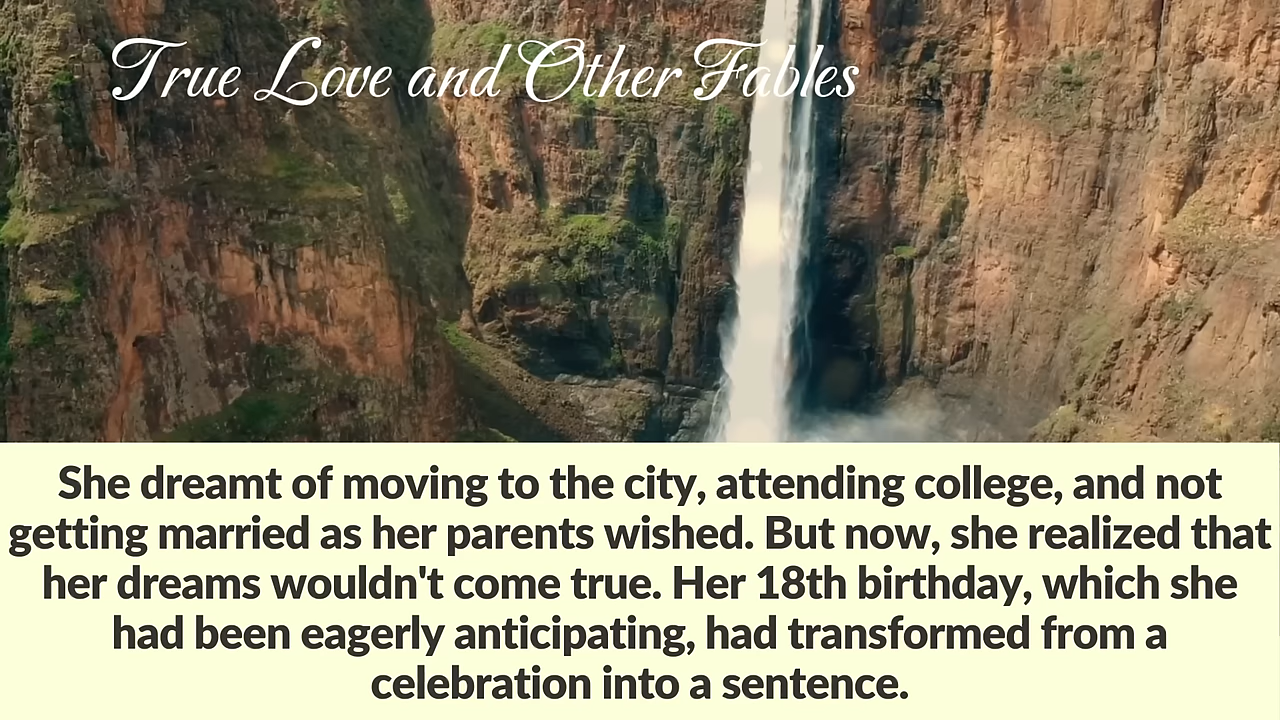 True Love and Other Fables
She dreamt of moving to the city, attending college, and not
getting married as her parents wished. But now, she realized that
her dreams wouldn't come true. Her 18th birthday, which she
had been eagerly anticipating, had transformed from a
celebration into a sentence.